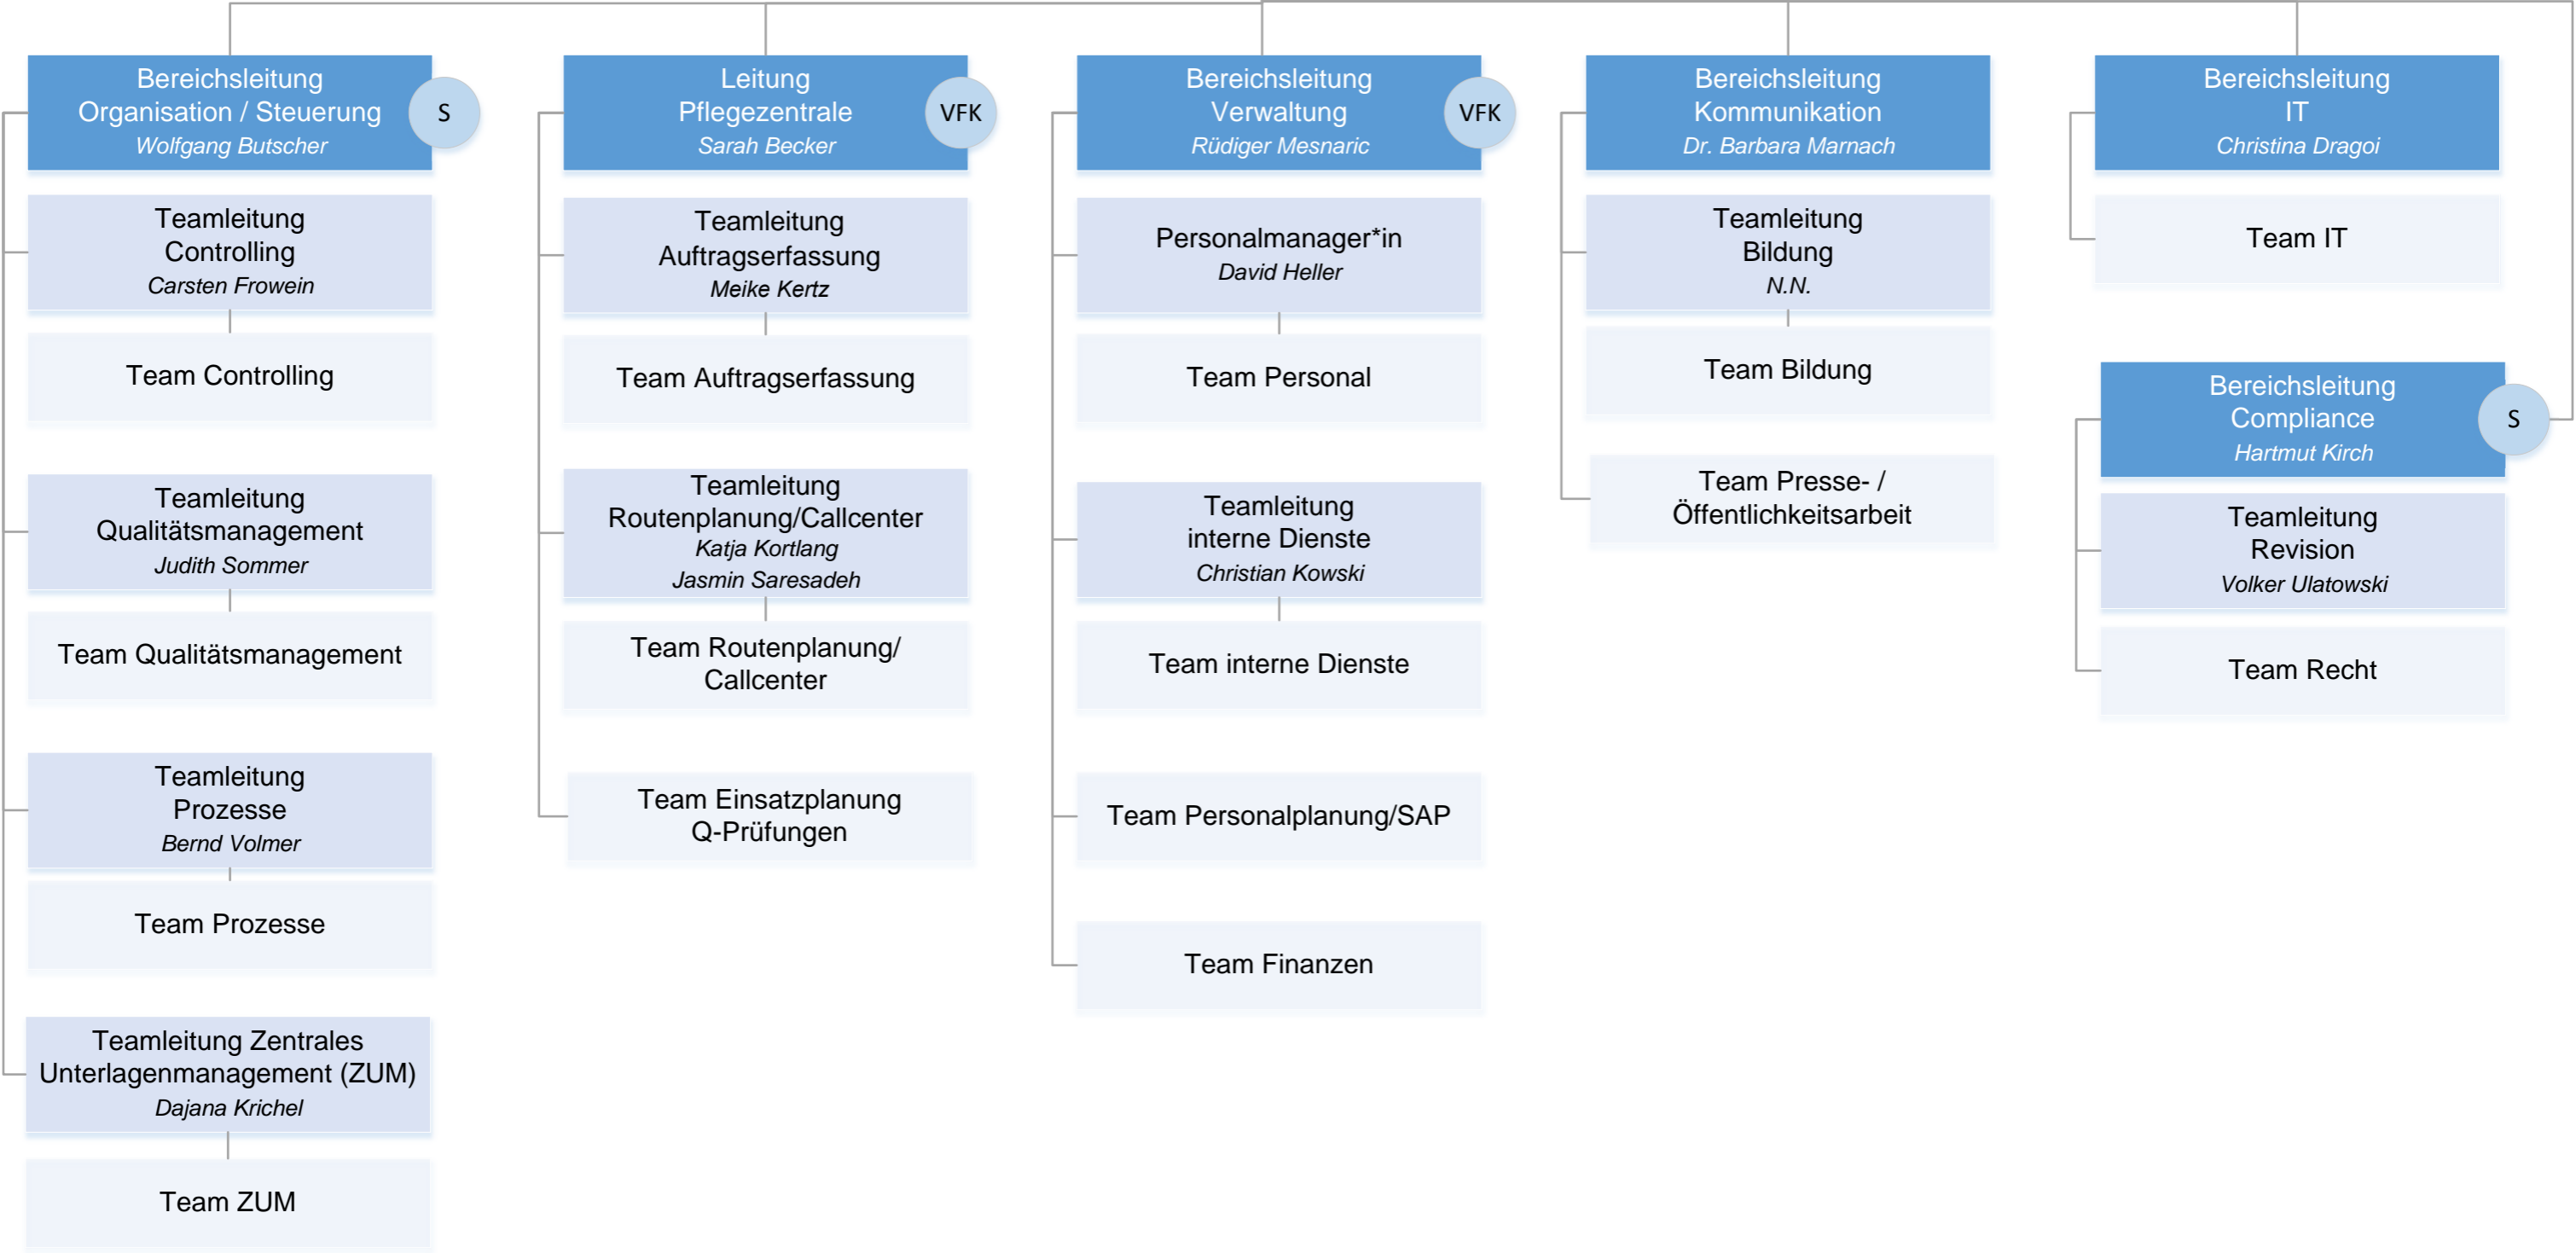 Bereichsleitung
Organisation / Steuerung
Wolfgang Butscher
S
Teamleitung
Controlling
Carsten Frowein
Team Controlling
Teamleitung
Qualitätsmanagement
Judith Sommer
Team Qualitätsmanagement
Teamleitung
Prozesse
Bernd Volmer
Team Prozesse
Teamleitung Zentrales
Unterlagenmanagement (ZUM)
Dajana Krichel
Team ZUM
Leitung
Pflegezentrale
Sarah Becker
VFK
Teamleitung
Auftragserfassung
Meike Kertz
Team Auftragserfassung
Teamleitung
Routenplanung/Callcenter
Katja Kortlang
Jasmin Saresadeh
Team Routenplanung/
Callcenter
Team Einsatzplanung
Q-Prüfungen
Bereichsleitung
Verwaltung
Rüdiger Mesnaric
VFK
Personalmanager*in
David Heller
Team Personal
Teamleitung
interne Dienste
Christian Kowski
Team interne Dienste
Team Personalplanung/SAP
Team Finanzen
Bereichsleitung
Kommunikation
Dr. Barbara Marnach
Teamleitung
Bildung
N.N.
Team Bildung
Team Presse- /
Öffentlichkeitsarbeit
Bereichsleitung
IT
Christina Dragoi
Team IT
Bereichsleitung
Compliance
Hartmut Kirch
S
Teamleitung
Revision
Volker Ulatowski
Team Recht